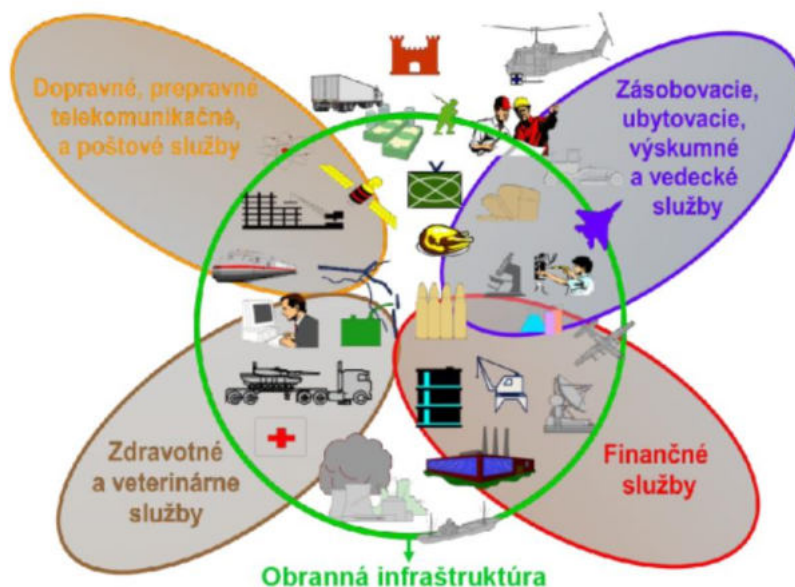 Dopravné, prepravné
telekomunikačné,
a poštové služby
Zásobovacie,
ubytovacie,
výskumné
a vedecké
služby
Zdravotné
a veterinárne
služby
Finančné
služby
Obranná infraštruktúra